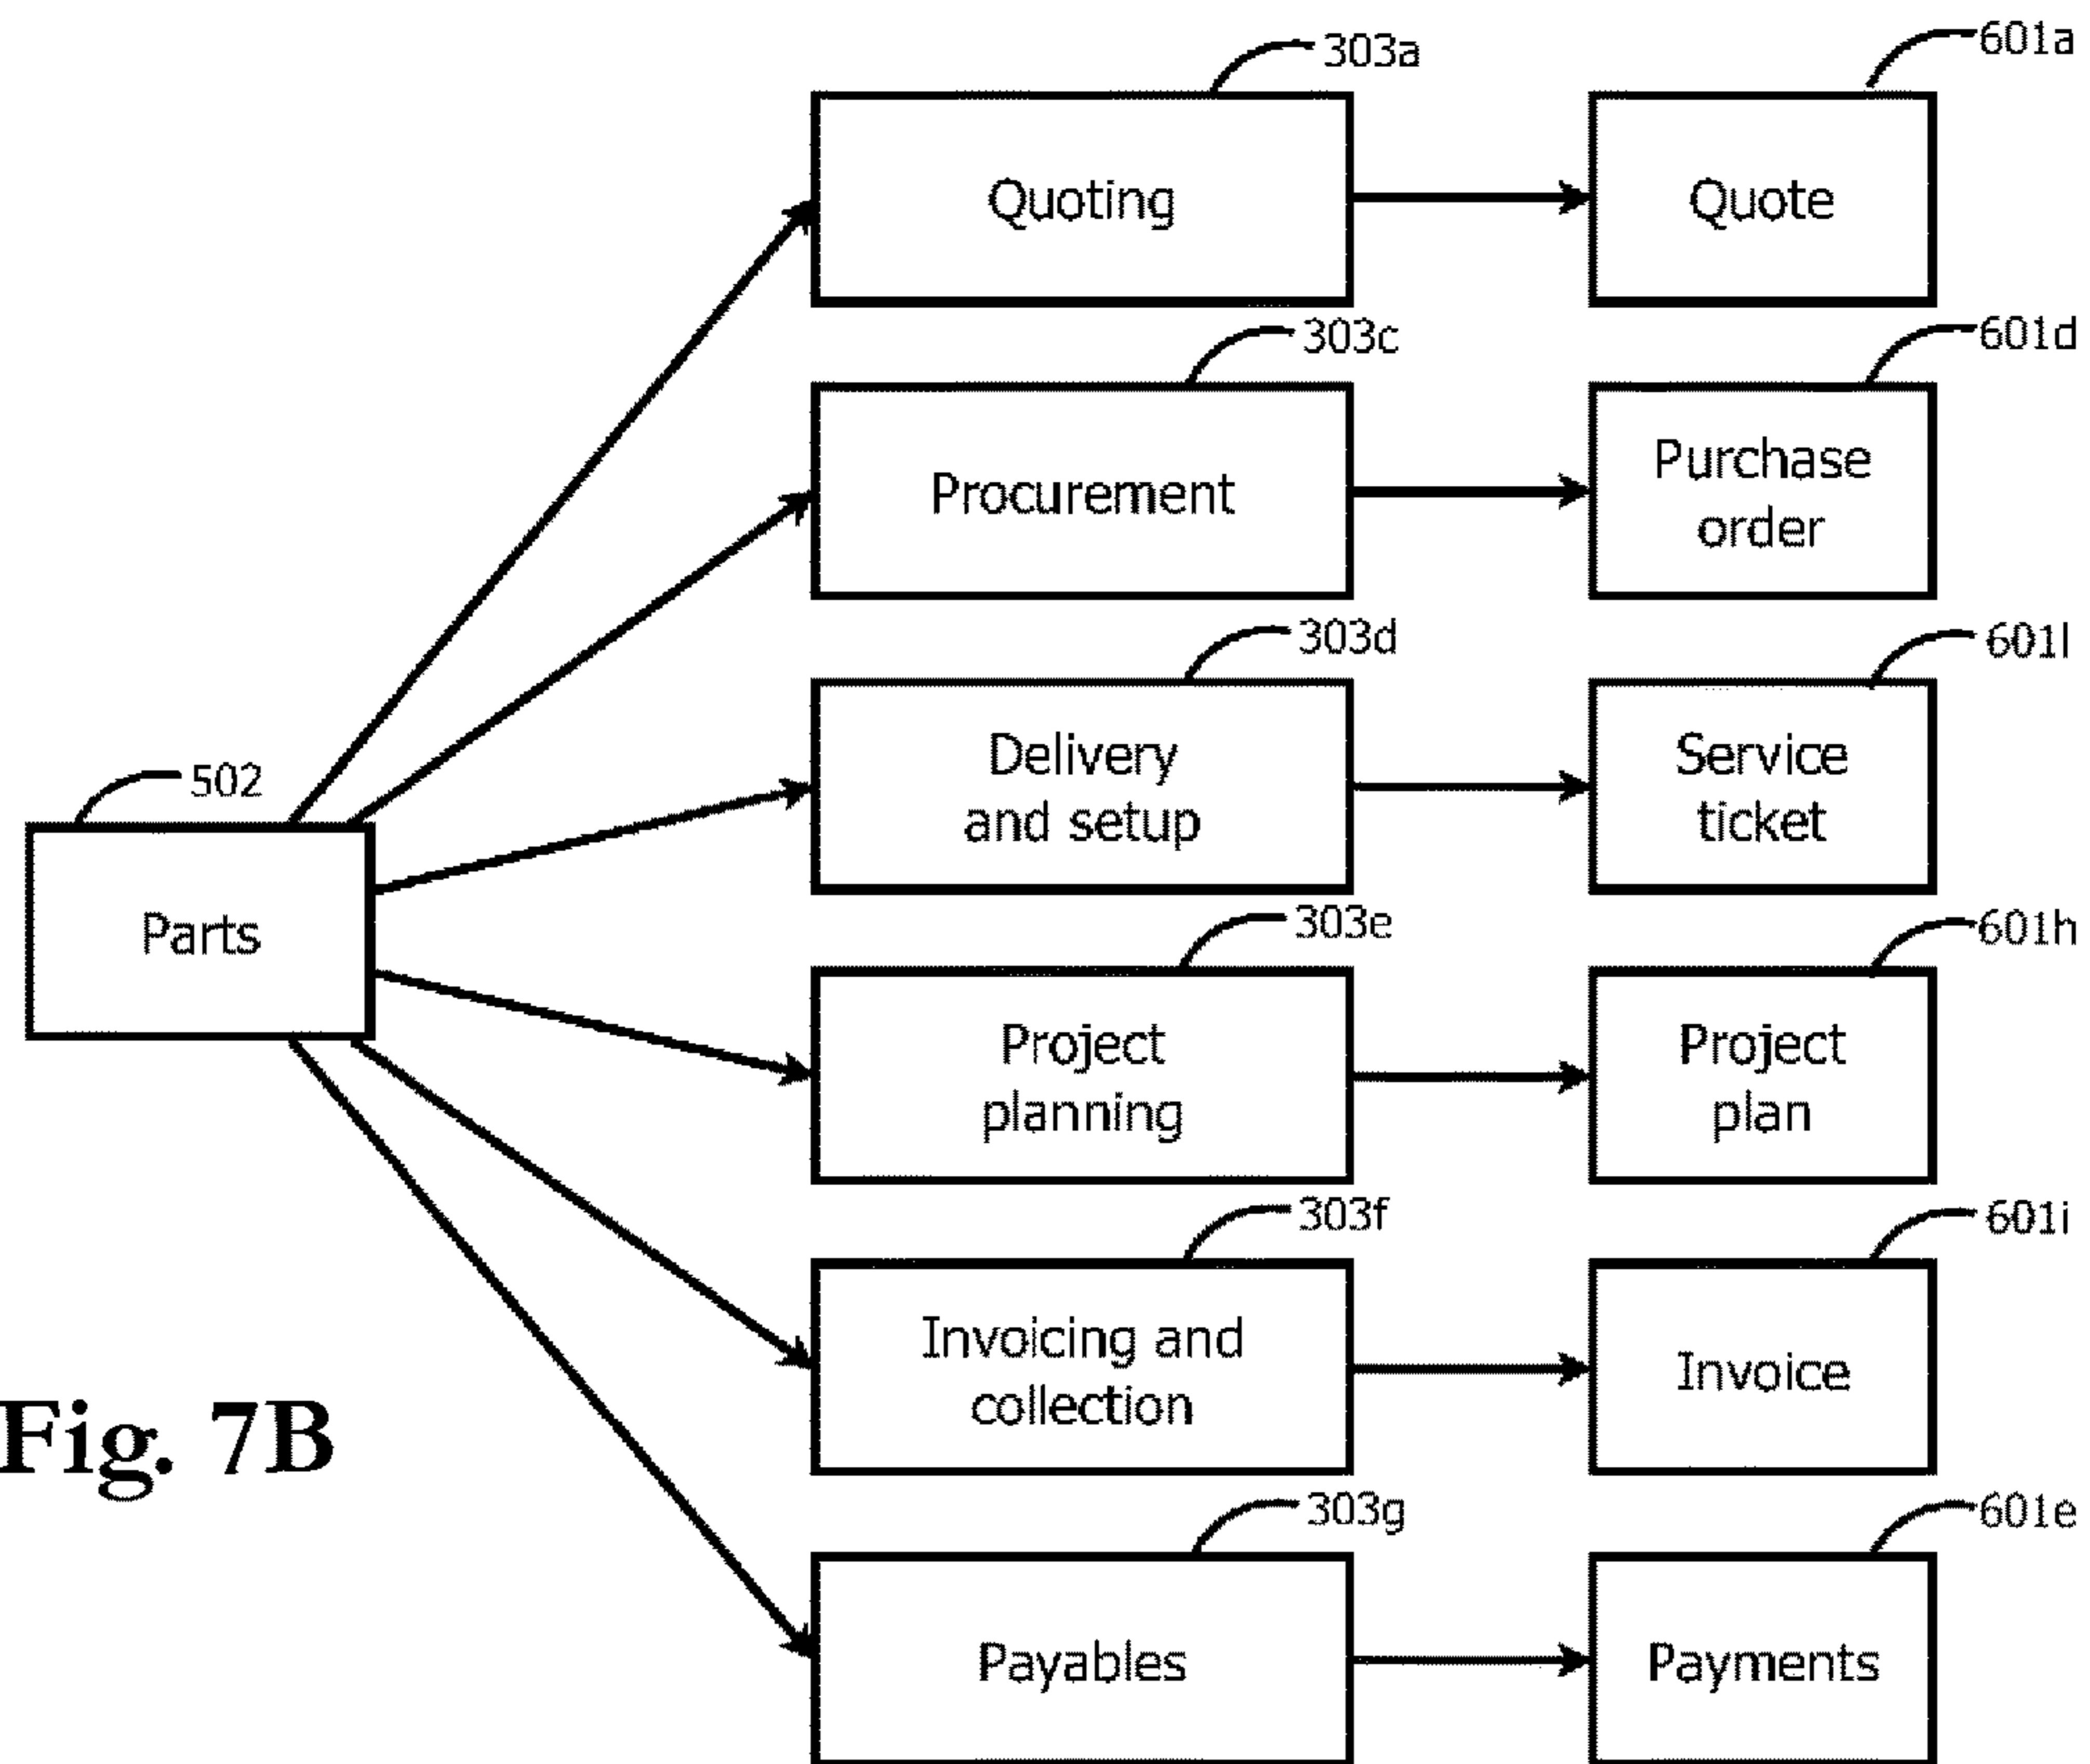 303a
601a
Quoting
Quote
303c
601d
Procurement
Purchase
order
303d
601l
Delivery
and setup
Service
ticket
502
Parts
303e
601h
Project
planning
Project
plan
303f
601i
Invoicing and
collection
Invoice
Fig. 7B
303g
601e
Payables
Payments